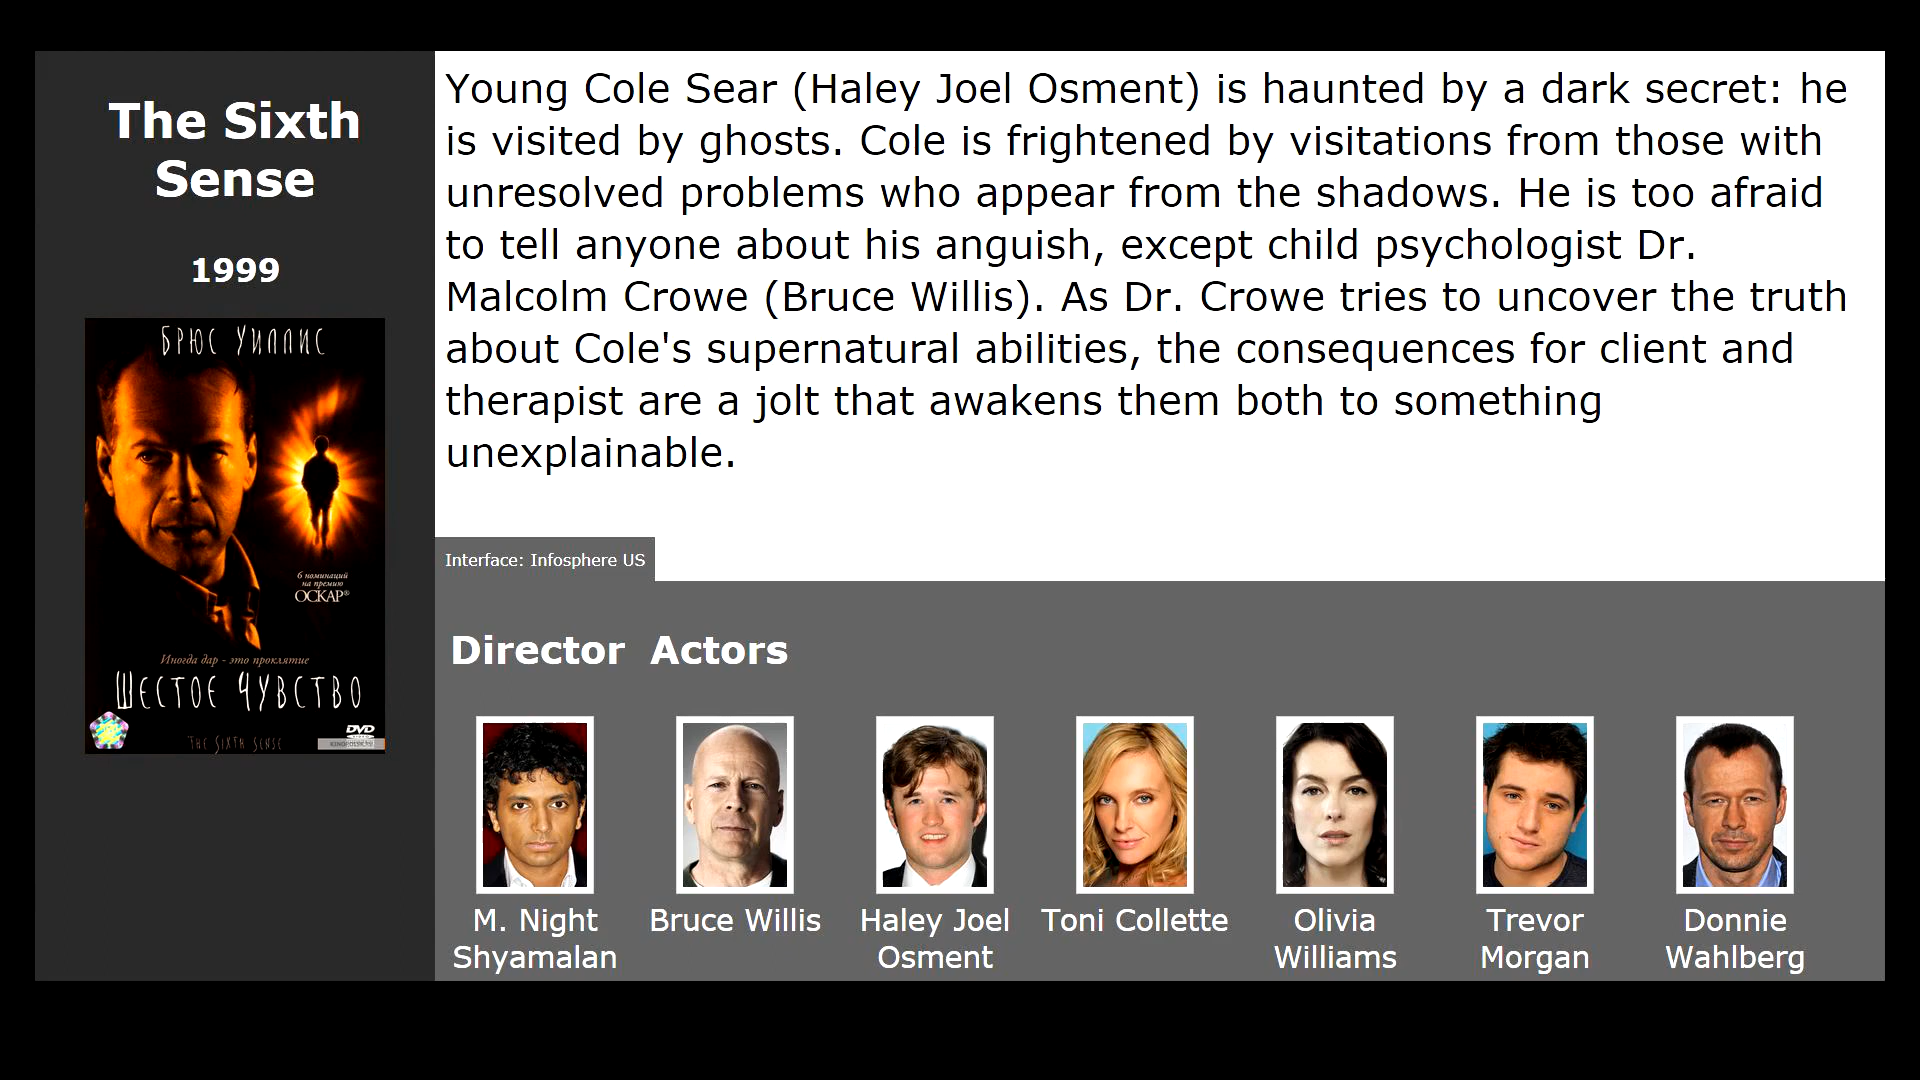 The Sixth
Sense
1999
БРЮС УИЛЛИС
6 номинаций
на премию
ОСКАР®
Иногда дар - это проклятие
ШЕСТОЕ ЧУВСТВО
THE SIXTH SENSE
DVD
Young Cole Sear (Haley Joel Osment) is haunted by a dark secret: he
is visited by ghosts. Cole is frightened by visitations from those with
unresolved problems who appear from the shadows. He is too afraid
to tell anyone about his anguish, except child psychologist Dr.
Malcolm Crowe (Bruce Willis). As Dr. Crowe tries to uncover the truth
about Cole's supernatural abilities, the consequences for client and
therapist are a jolt that awakens them both to something
unexplainable.
Interface: Infosphere US
Director Actors
M. Night
Shyamalan
Bruce Willis
Haley Joel
Osment
Toni Collette
Olivia
Williams
Trevor
Morgan
Donnie
Wahlberg